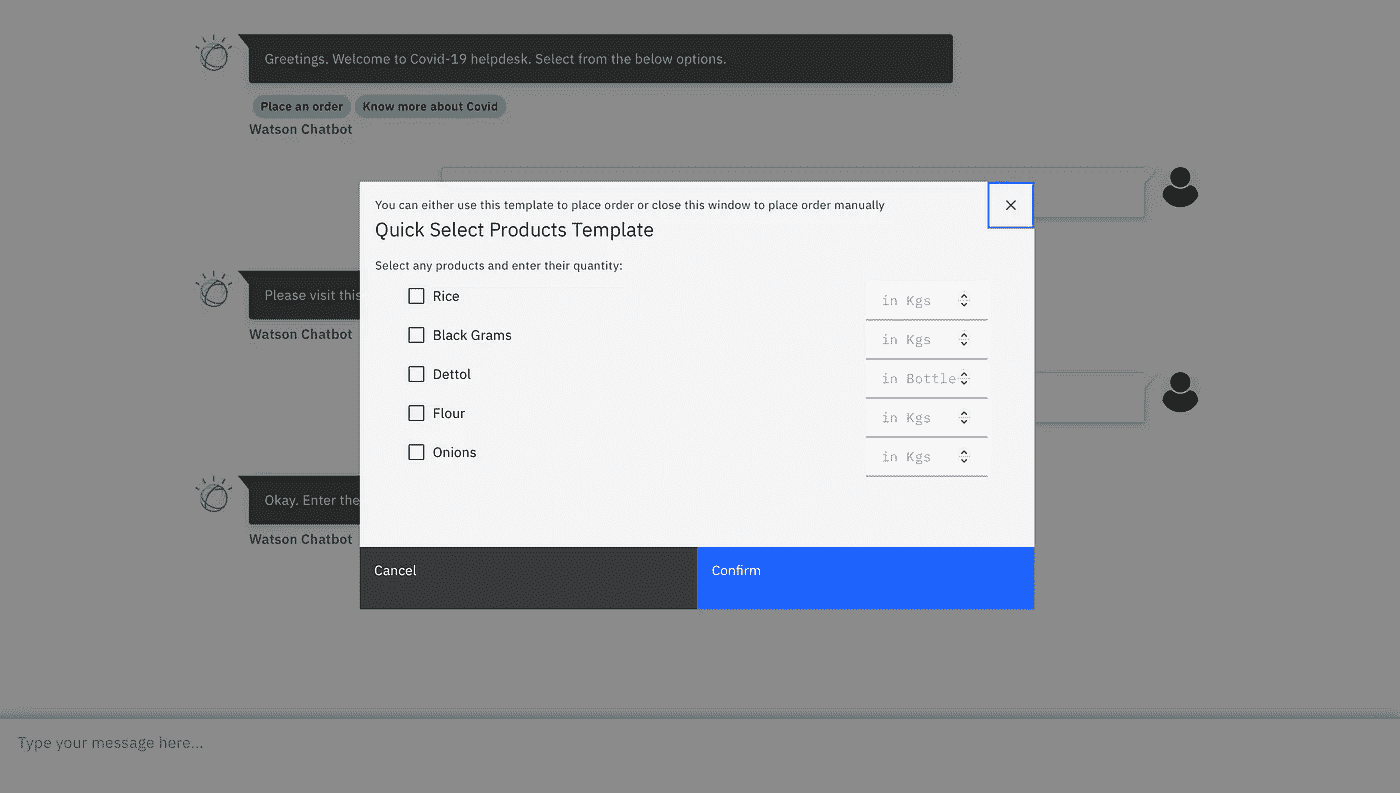 Greetings. Welcome to Covid-19 helpdesk. Select from the below options.
Place an order Know more about Covid
Watson Chatbot
You can either use this template to place order or close this window to place order manually
Quick Select Products Template
Select any products and enter their quantity:
Please visit this
Rice in Kgs
Watson Chatbot
Black Grams in Kgs
Dettol in Bottle
Flour in Kgs
Onions in Kgs
Okay. Enter the
Watson Chatbot
Cancel Confirm
Type your message here...